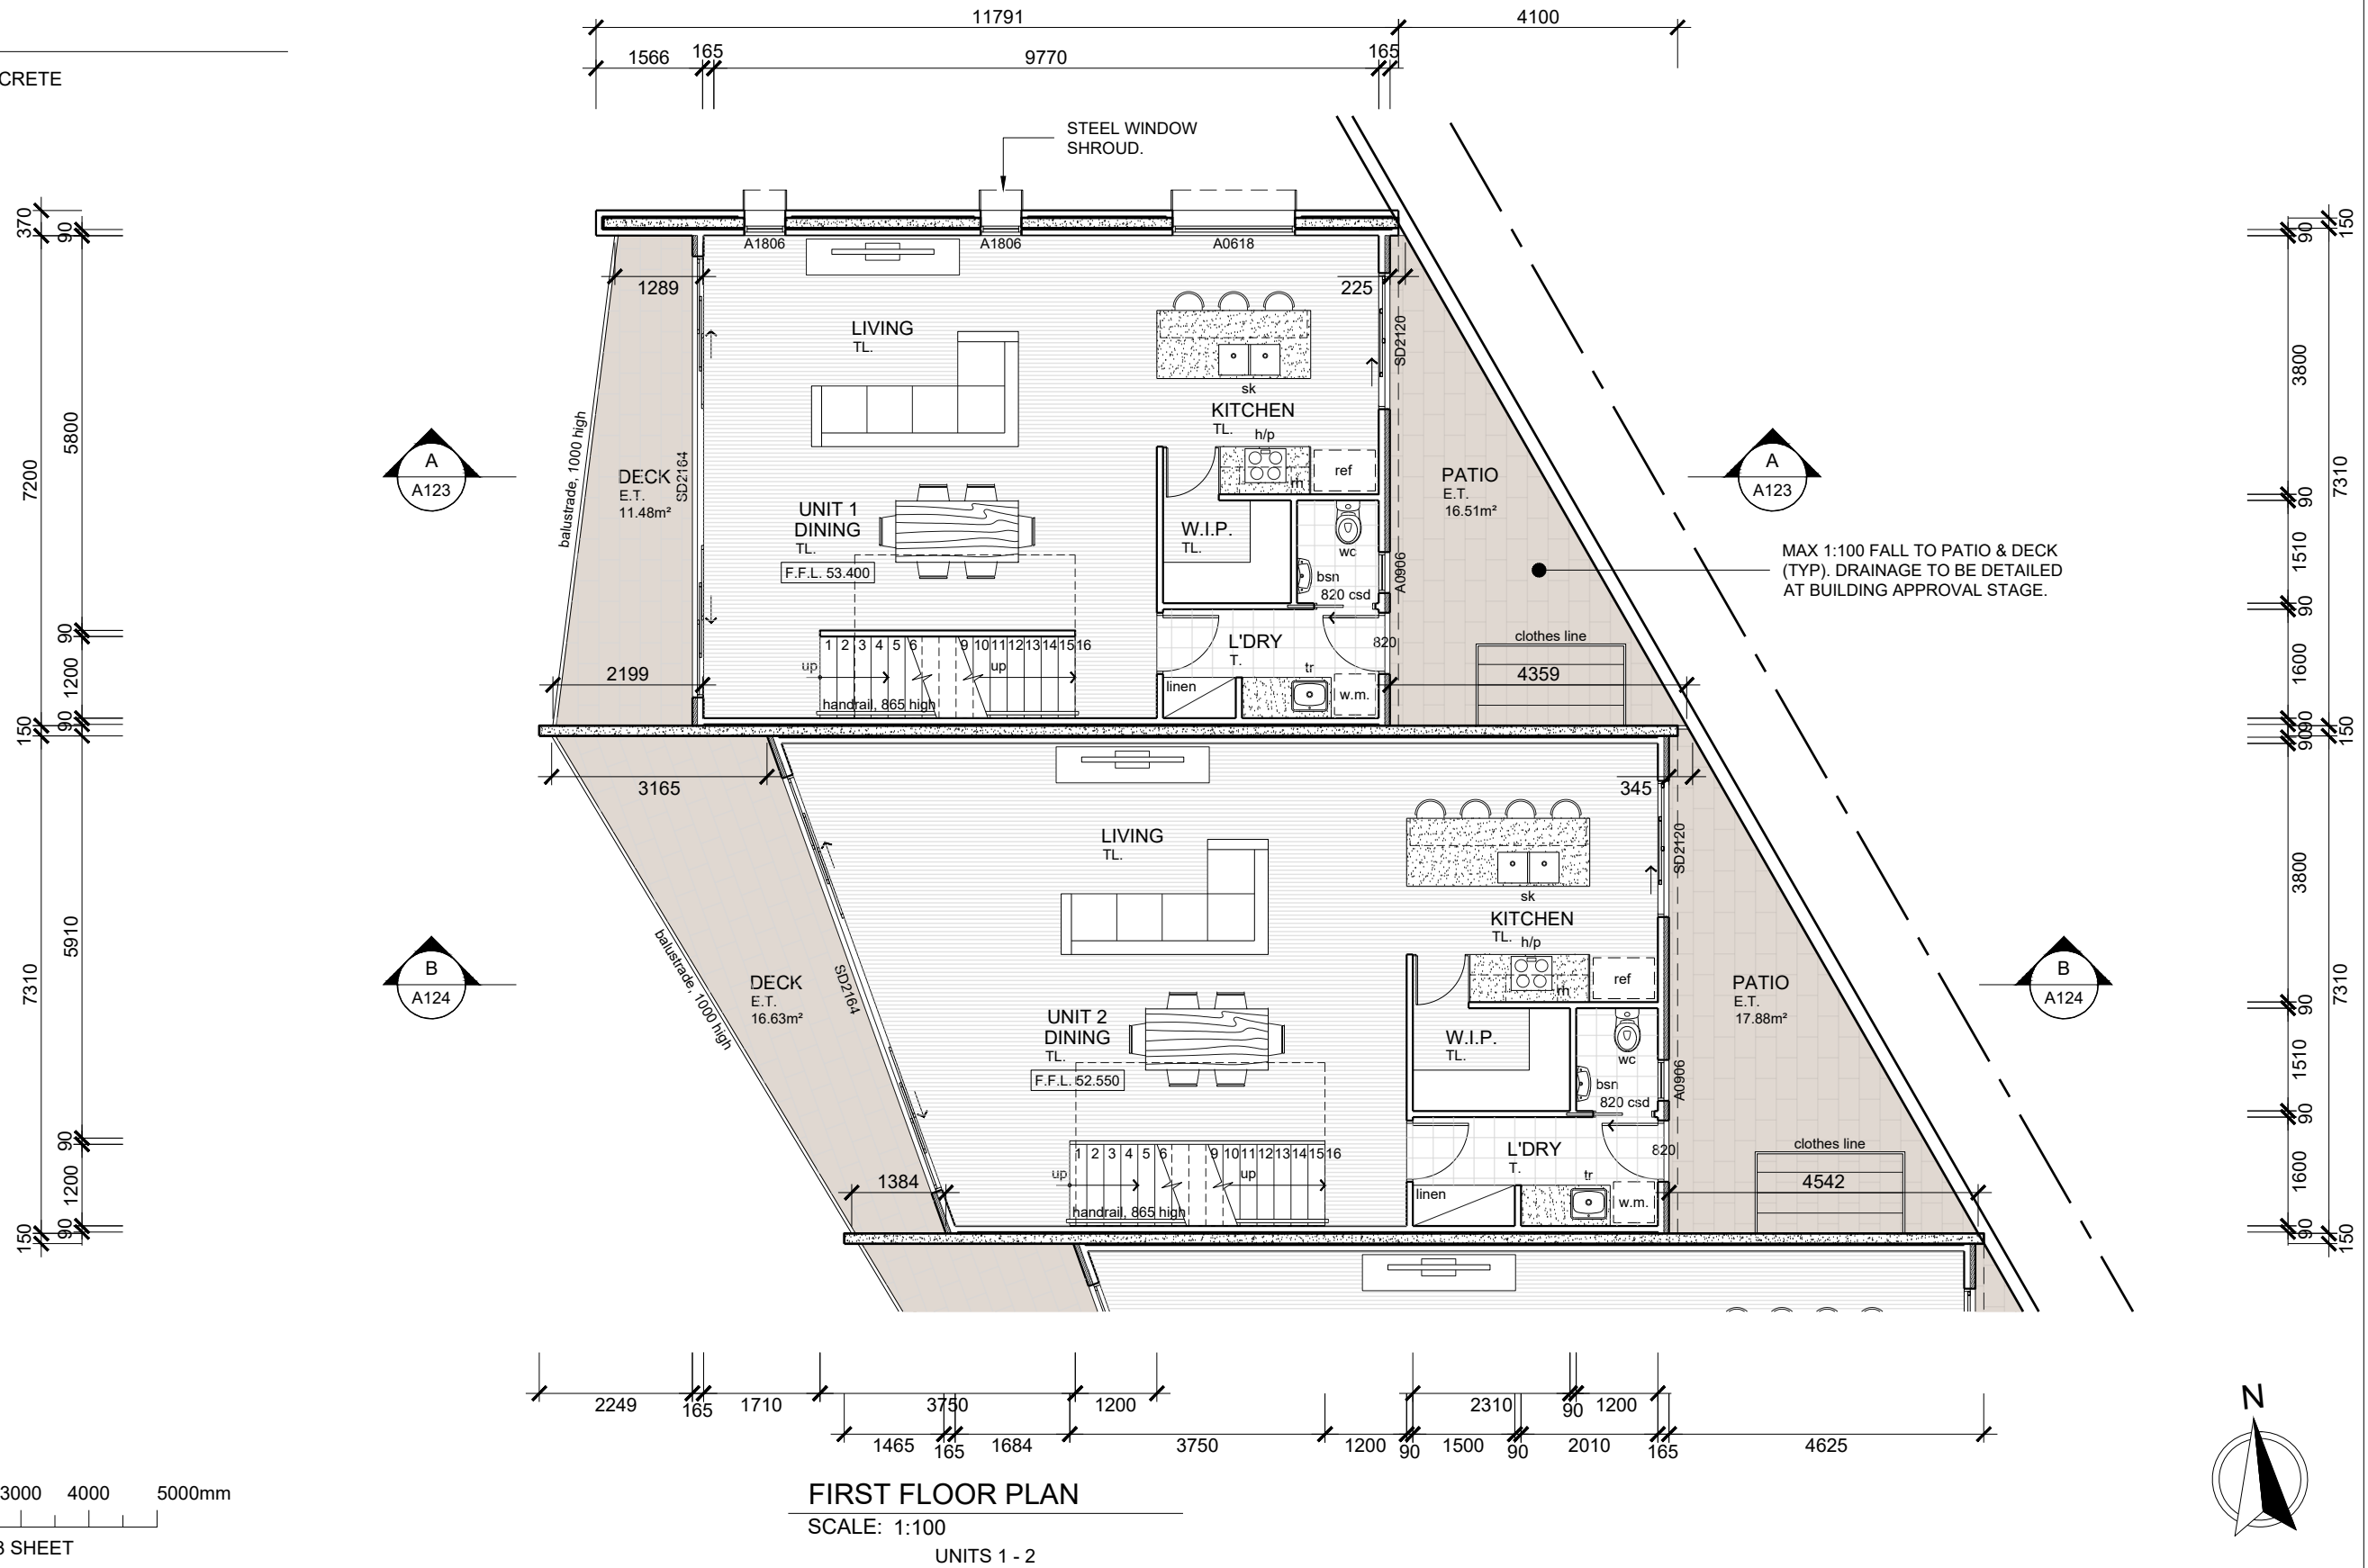 11791
4100
1566
165
9770
165
CRETE
STEEL WINDOW
SHROUD.
370
90
5800
7200
90
1200
150
90
A1806
A1806
A0618
1289
225
LIVING
TL.
SD2120
sk
KITCHEN
TL.
h/p
ref
rh
balustrade, 1000 high
DECK
E.T.
11.48m²
SD2164
A
A123
UNIT 1
DINING
TL.
F.F.L. 53.400
W.I.P.
TL.
wc
bsn
820 csd
A0906
PATIO
E.T.
16.51m²
A
A123
MAX 1:100 FALL TO PATIO & DECK
(TYP). DRAINAGE TO BE DETAILED
AT BUILDING APPROVAL STAGE.
1 2 3 4 5 6 9 10 11 12 13 14 15 16
up
up
handrail, 865 high
L'DRY
T.
820
tr
linen
w.m.
clothes line
2199
4359
150
90
3800
7310
90
1510
90
1600
90
90
150
3165
345
LIVING
TL.
SD2120
sk
KITCHEN
TL.
h/p
ref
rh
balustrade, 1000 high
DECK
E.T.
16.63m²
SD2164
B
A124
UNIT 2
DINING
TL.
F.F.L. 52.550
W.I.P.
TL.
wc
bsn
820 csd
A0906
PATIO
E.T.
17.88m²
B
A124
1 2 3 4 5 6 9 10 11 12 13 14 15 16
up
up
handrail, 865 high
L'DRY
T.
820
tr
linen
w.m.
clothes line
1384
4542
5910
7310
90
1200
90
150
3800
7310
90
1510
90
1600
90
150
2249
165
1710
3750
1200
2310
90
1200
1465
165
1684
3750
1200
90
1500
90
2010
165
4625
N
3000 4000 5000mm
SHEET
FIRST FLOOR PLAN
SCALE: 1:100
UNITS 1 - 2